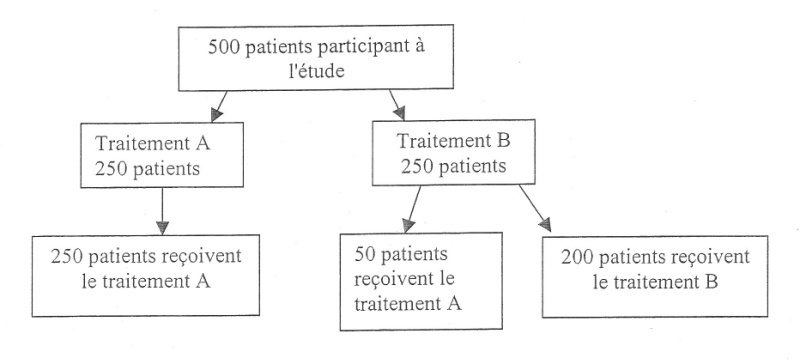 500 patients participant à
l'étude
Traitement A
250 patients
Traitement B
250 patients
250 patients reçoivent
le traitement A
50 patients
reçoivent le
traitement A
200 patients reçoivent
le traitement B